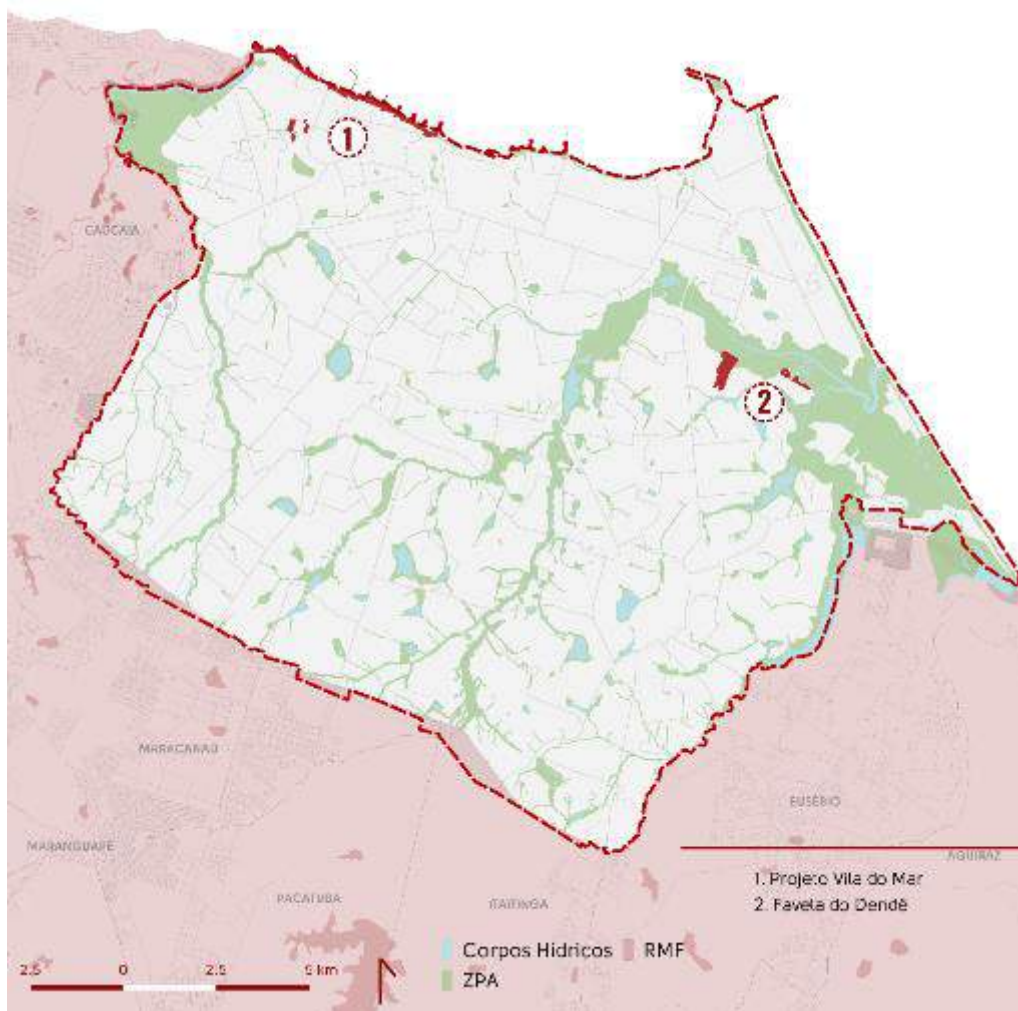 1
2
CAUCAIA
MARACANAÚ
MARANGUAPE
PACATUBA
ITAITINGA
EUSÉBIO
AQUIRAZ
1. Projeto Vila do Mar
2. Favela do Dendê
Corpos Hídricos
RMF
ZPA
2.5 0 2.5 5 km